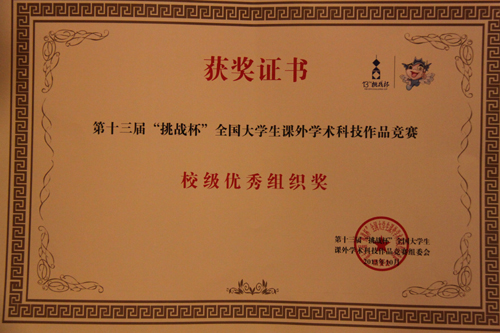 获奖证书
第十三届“挑战杯”全国大学生课外学术科技作品竞赛
校级优秀组织奖
第十三届“挑战杯”全国大学生
课外学术科技作品竞赛组委会